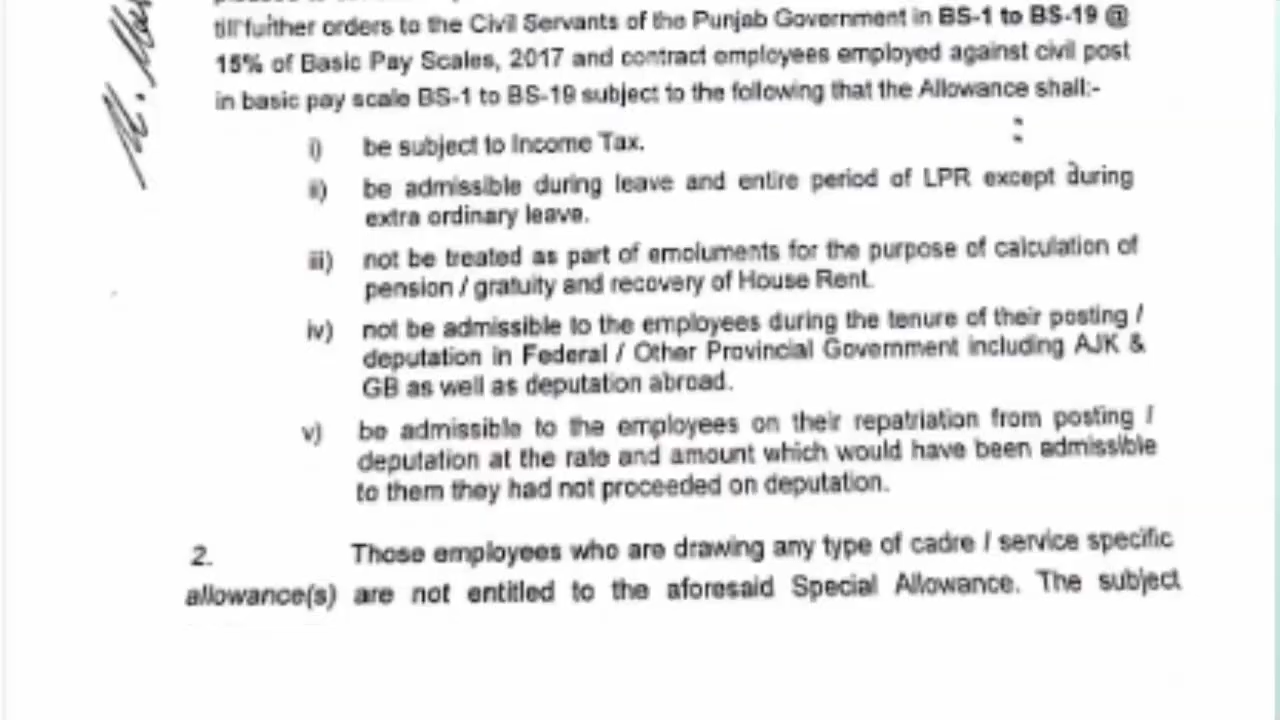 till further orders to the Civil Servants of the Punjab Government in BS-1 to BS-19 @
15% of Basic Pay Scales, 2017 and contract employees employed against civil post
in basic pay scale BS-1 to BS-19 subject to the following that the Allowance shall:-
i) be subject to Income Tax.
ii) be admissible during leave and entire period of LPR except during
extra ordinary leave.
iii) not be treated as part of emoluments for the purpose of calculation of
pension / gratuity and recovery of House Rent.
iv) not be admissible to the employees during the tenure of their posting /
deputation in Federal / Other Provincial Government including AJK &
GB as well as deputation abroad.
v) be admissible to the employees on their repatriation from posting /
deputation at the rate and amount which would have been admissible
to them they had not proceeded on deputation.
2. Those employees who are drawing any type of cadre / service specific
allowance(s) are not entitled to the aforesaid Special Allowance. The subject